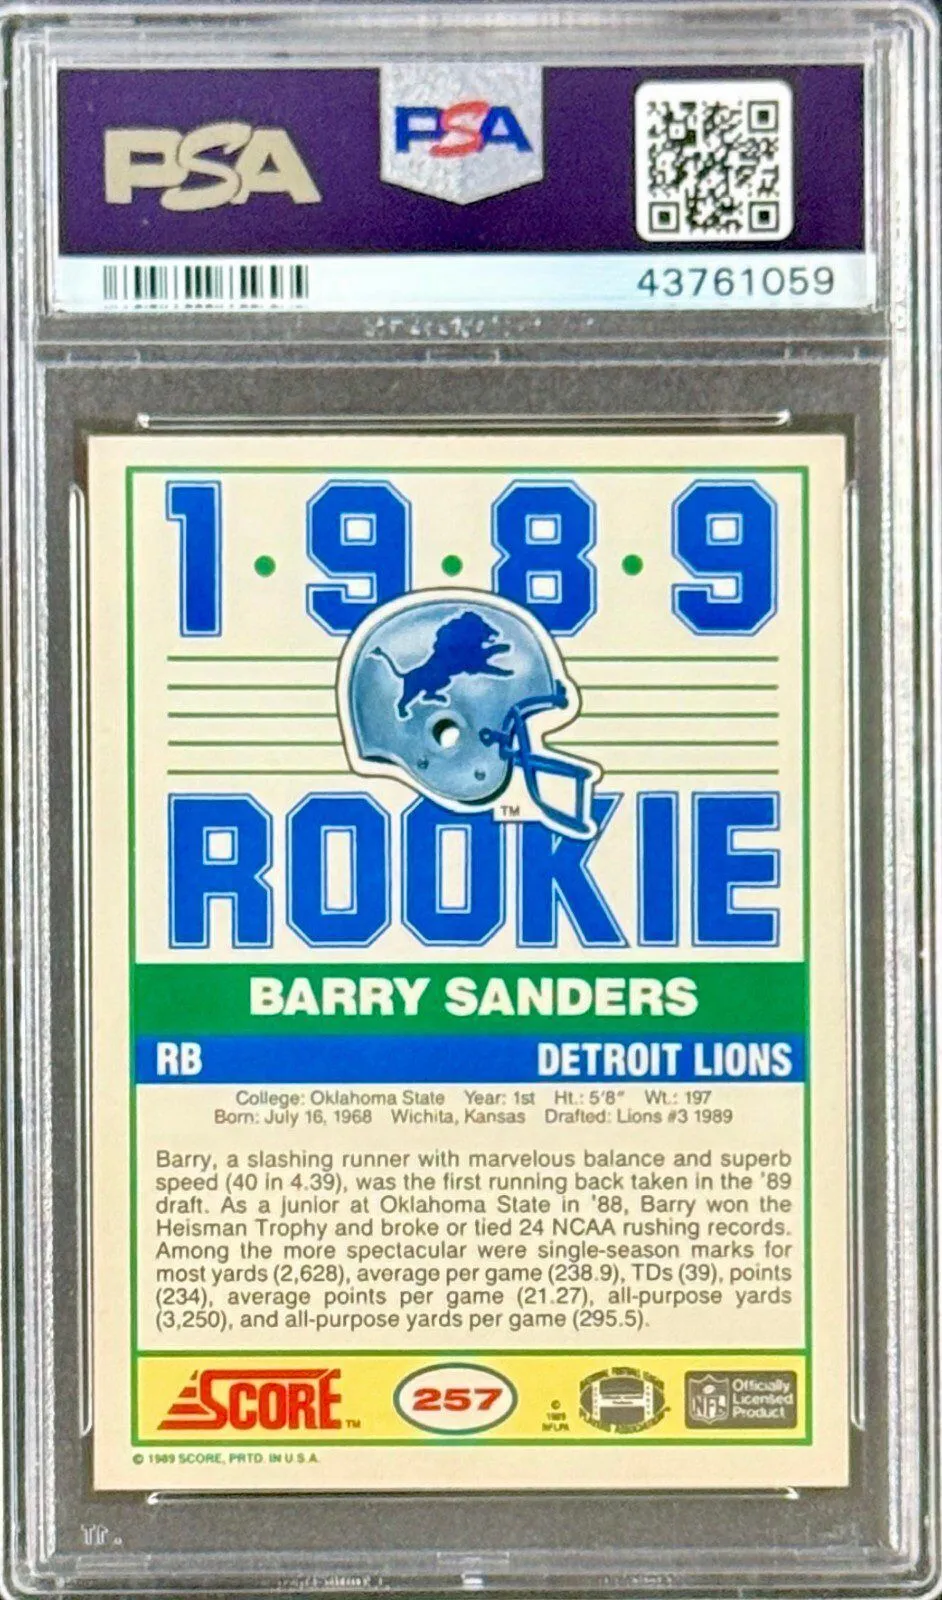 PSA
PSA
43761059
1·9·8·9
TM
ROOKIE
BARRY SANDERS
RB DETROIT LIONS
College: Oklahoma State Year: 1st Ht.: 5'8" Wt.: 197
Born: July 16, 1968 Wichita, Kansas Drafted: Lions #3 1989
Barry, a slashing runner with marvelous balance and superb
speed (40 in 4.39), was the first running back taken in the '89
draft. As a junior at Oklahoma State in '88, Barry won the
Heisman Trophy and broke or tied 24 NCAA rushing records.
Among the more spectacular were single-season marks for
most yards (2,628), average per game (238.9), TDs (39), points
(234), average points per game (21.27), all-purpose yards
(3,250), and all-purpose yards per game (295.5).
SCORE TM
257
© 1989 NFLPA
NFL
Officially
Licensed
Product
© 1989 SCORE, PRTD. IN U.S.A.